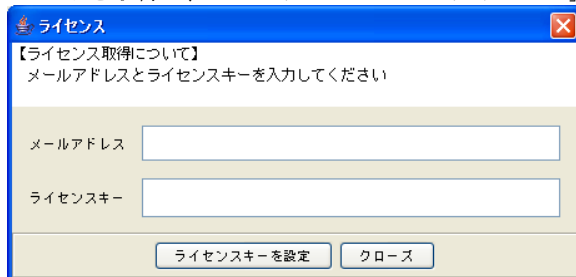 ライセンス
【ライセンス取得について】
メールアドレスとライセンスキーを入力してください
メールアドレス
ライセンスキー
ライセンスキーを設定 クローズ